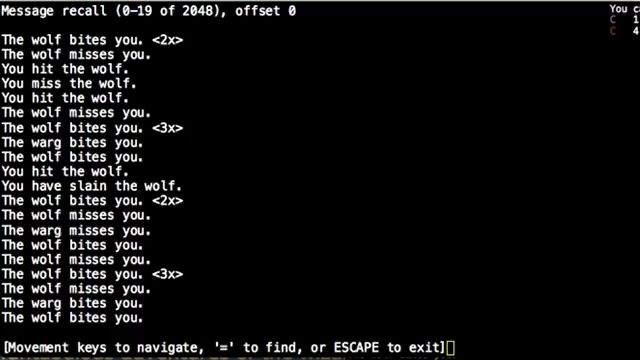 Message recall (0-19 of 2048), offset 0
You c
C 1
C 4
The wolf bites you. <2x>
The wolf misses you.
You hit the wolf.
You miss the wolf.
You hit the wolf.
The wolf misses you.
The wolf bites you. <3x>
The warg bites you.
The wolf bites you.
You hit the wolf.
You have slain the wolf.
The wolf bites you. <2x>
The wolf misses you.
The warg misses you.
The wolf bites you.
The wolf misses you.
The wolf bites you. <3x>
The wolf misses you.
The warg bites you.
The wolf bites you.
[Movement keys to navigate, '=' to find, or ESCAPE to exit]